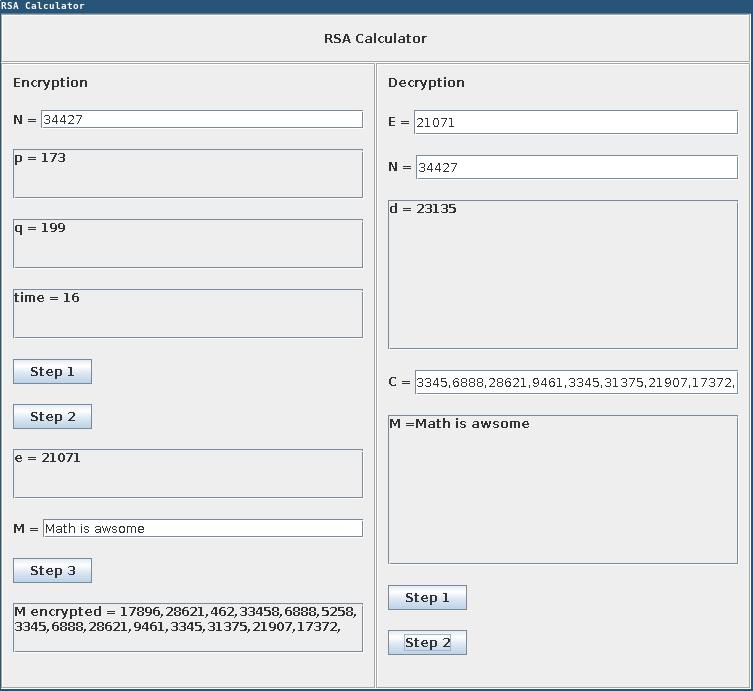 RSA Calculator
RSA Calculator
Encryption
N = 34427
p = 173
q = 199
time = 16
Step 1
Step 2
e = 21071
M = Math is awsome
Step 3
M encrypted = 17896,28621,462,33458,6888,5258,
3345,6888,28621,9461,3345,31375,21907,17372,
Decryption
E = 21071
N = 34427
d = 23135
C = 3345,6888,28621,9461,3345,31375,21907,17372,
M =Math is awsome
Step 1
Step 2